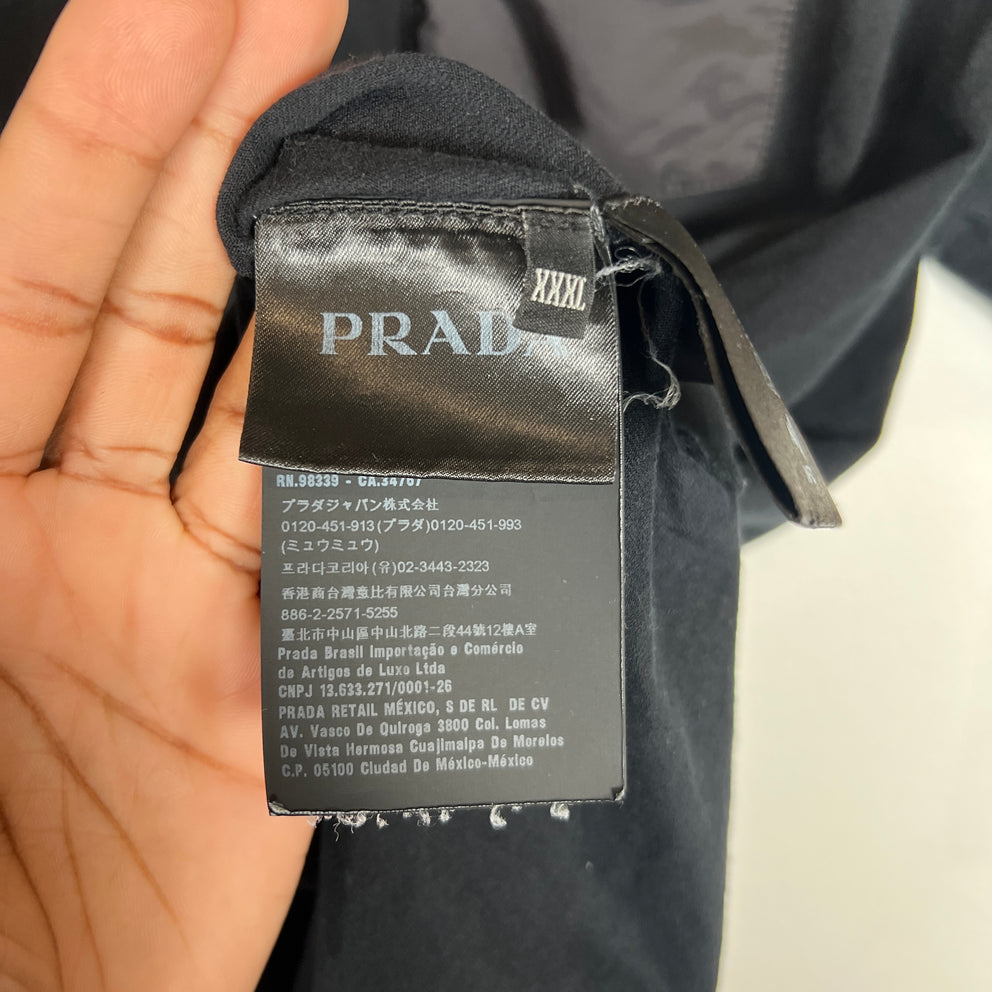 XXXL
PRADA
RN.98339 - CA.34767
プラダジャパン株式会社
0120-451-913(プラダ)0120-451-993
(ミュウミュウ)
프라다코리아(유)02-3443-2323
香港商台灣薏比有限公司台灣分公司
886-2-2571-5255
臺北市中山區中山北路二段44號12樓A室
Prada Brasil Importação e Comércio
de Artigos de Luxo Ltda
CNPJ 13.633.271/0001-26
PRADA RETAIL MÉXICO, S DE RL DE CV
AV. Vasco De Quiroga 3800 Col. Lomas
De Vista Hermosa Cuajimalpa De Morelos
C.P. 05100 Ciudad De México-México